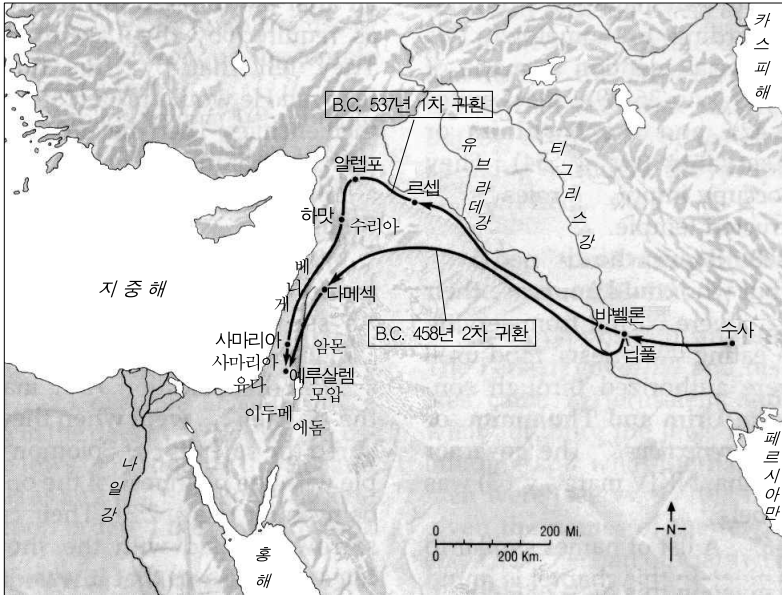 카스피해
B.C. 537년 1차 귀환
유브라데강
티그리스강
알렙포
르셉
하맛
수리아
베니게
지중해
다메섹
바벨론
수사
B.C. 458년 2차 귀환
닙풀
사마리아
암몬
사마리아
예루살렘
유다
모압
이두메
에돔
나일강
홍해
페르시아만
0 200 Mi.
0 200 Km.
N